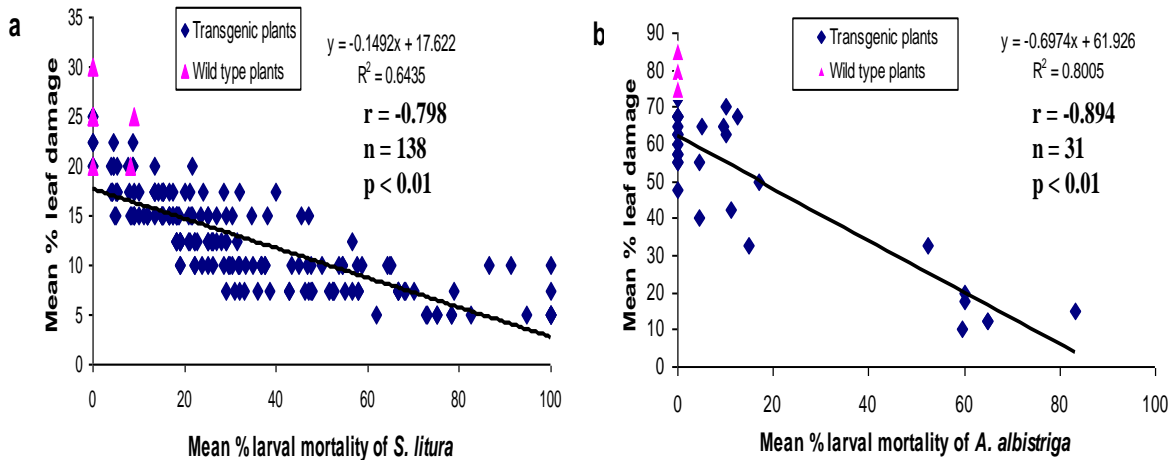 a
Transgenic plants
Wild type plants
y = -0.1492x + 17.622
R² = 0.6435
r = -0.798
n = 138
p < 0.01
Mean % leaf damage
35
30
25
20
15
10
5
0
0 20 40 60 80 100
Mean % larval mortality of S. litura
b
Transgenic plants
Wild type plants
y = -0.6974x + 61.926
R² = 0.8005
r = -0.894
n = 31
p < 0.01
Mean % leaf damage
90
80
70
60
50
40
30
20
10
0
0 20 40 60 80 100
Mean % larval mortality of A. albistriga